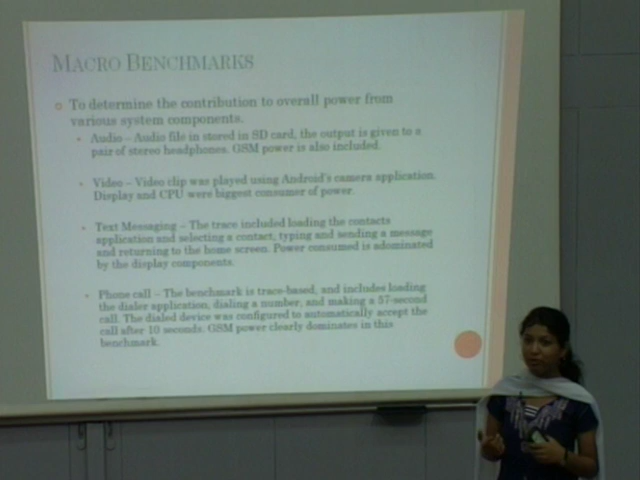 MACRO BENCHMARKS
To determine the contribution to overall power from
various system components.
Audio – Audio file in stored in SD card, the output is given to a
pair of stereo headphones. GSM power is also included.
Video – Video clip was played using Android's camera application.
Display and CPU were biggest consumer of power.
Text Messaging – The trace included loading the contacts
application and selecting a contact, typing and sending a message
and returning to the home screen. Power consumed is adominated
by the display components.
Phone call – The benchmark is trace-based, and includes loading
the dialer application, dialing a number, and making a 57-second
call. The dialed device was configured to automatically accept the
call after 10 seconds. GSM power clearly dominates in this
benchmark.